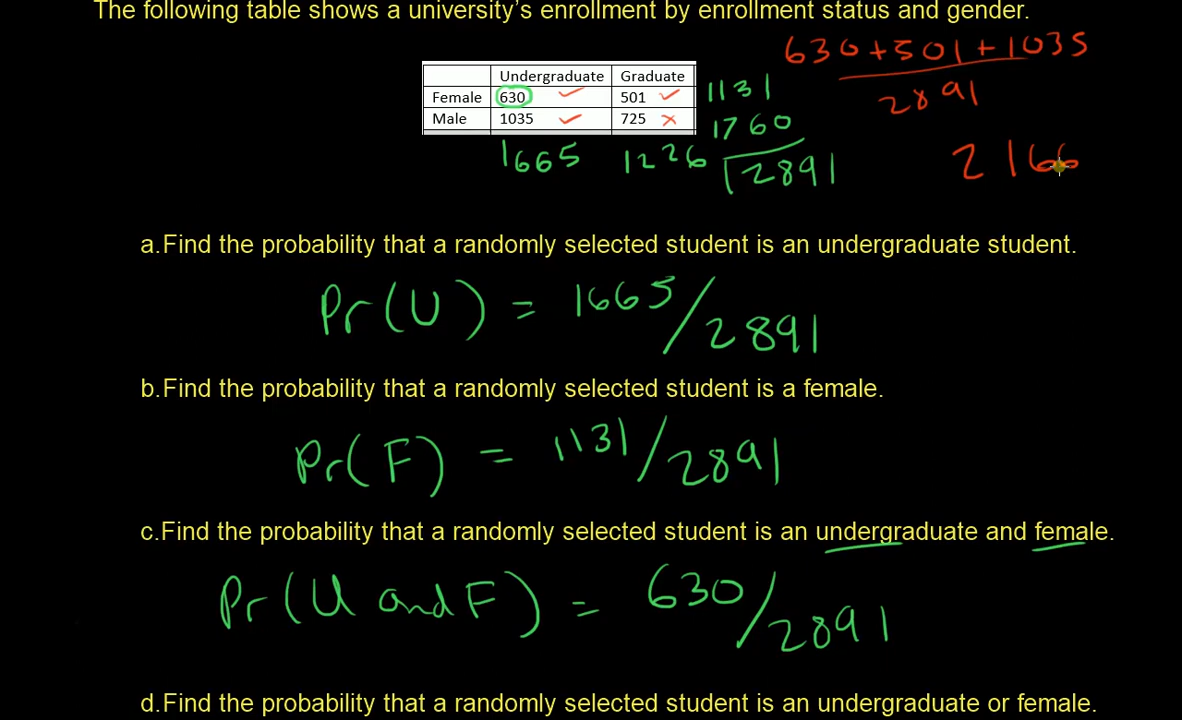 The following table shows a university's enrollment by enrollment status and gender.
630+501+1035
2891
Undergraduate Graduate
Female 630 ✓ 501 ✓ 1131
Male 1035 ✓ 725 × 1760
1665 1226 2891
2166
a.Find the probability that a randomly selected student is an undergraduate student.
Pr(U) = 1665/2891
b.Find the probability that a randomly selected student is a female.
Pr(F) = 1131/2891
c.Find the probability that a randomly selected student is an undergraduate and female.
Pr(U and F) = 630/2891
d.Find the probability that a randomly selected student is an undergraduate or female.